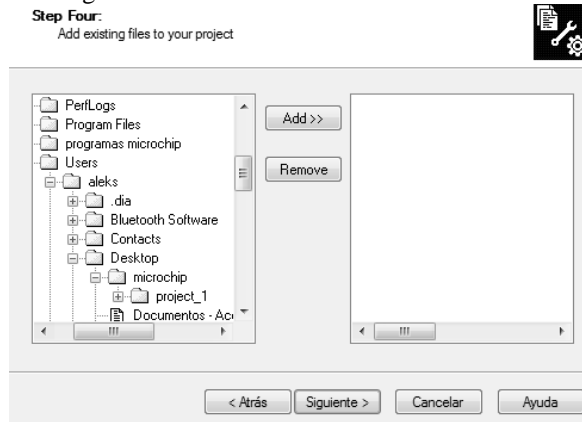 Step Four:
Add existing files to your project
PerfLogs
Program Files
programas microchip
Users
aleks
.dia
Bluetooth Software
Contacts
Desktop
microchip
project_1
Documentos - Acc
Add >>
Remove
< Atrás
Siguiente >
Cancelar
Ayuda